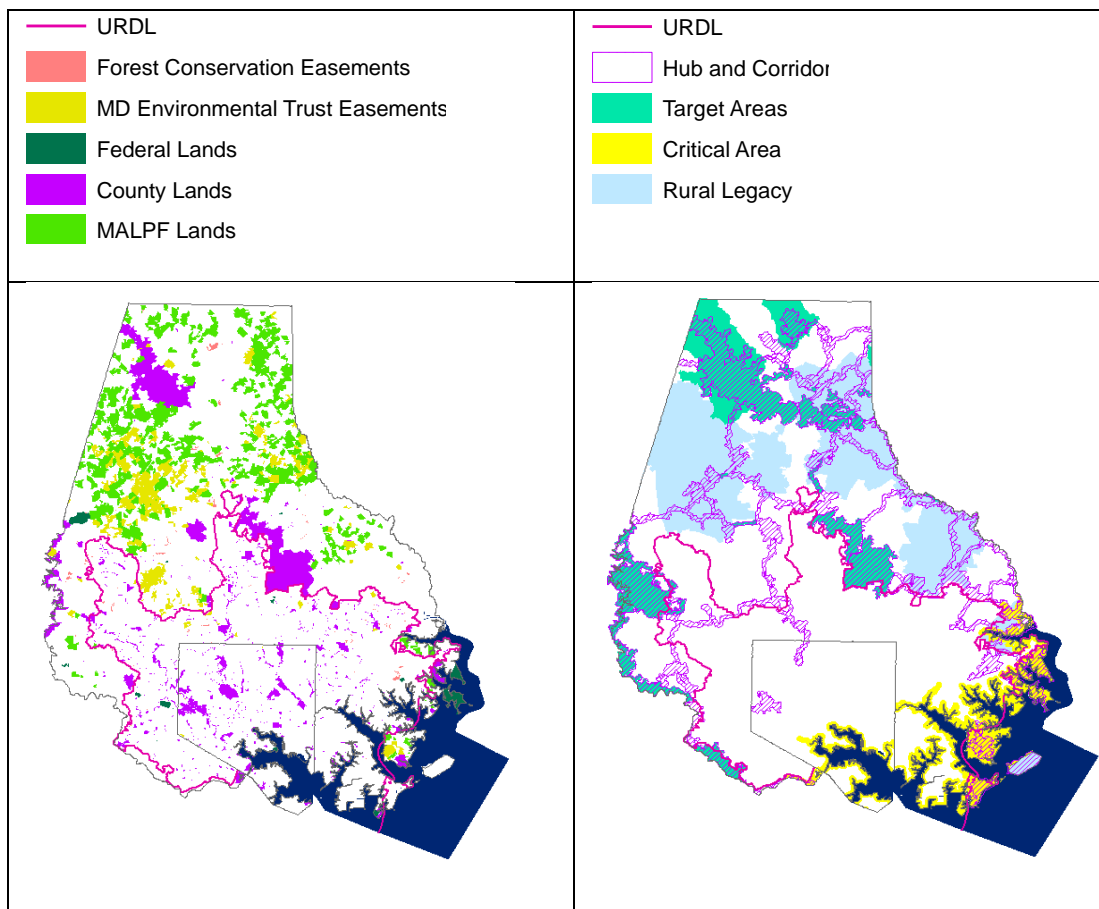 URDL
Forest Conservation Easements
MD Environmental Trust Easements
Federal Lands
County Lands
MALPF Lands
URDL
Hub and Corridor
Target Areas
Critical Area
Rural Legacy